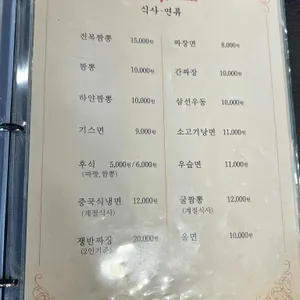 식사·면류
전복짬뽕 15,000원 짜장면 8,000원
짬뽕 10,000원 간짜장 10,000원
하얀짬뽕 10,000원 삼선우동 10,000원
기스면 9,000원 소고기탕면 11,000원
후식 5,000원/6,000원 우슬면 11,000원
(짜장,짬뽕)
중국식냉면 12,000원 굴짬뽕 12,000원
(계절식사) (계절식사)
쟁반짜장 20,000원 울면 10,000원
(2인기준)